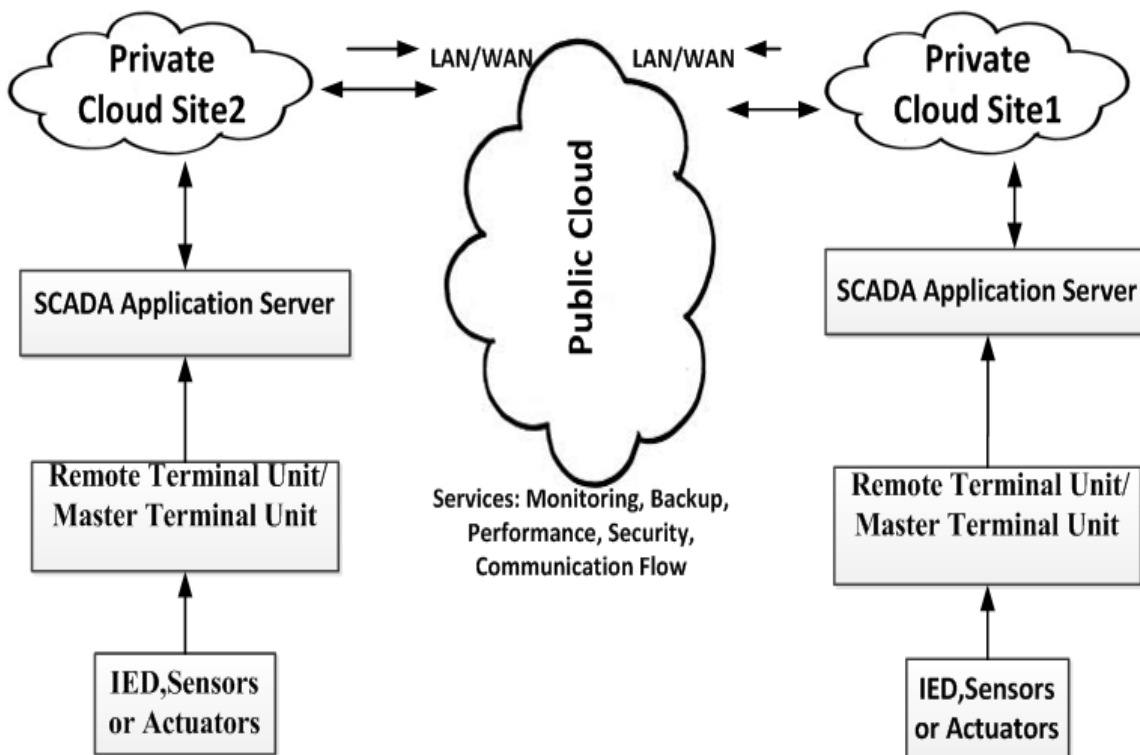 Private
Cloud Site2
LAN/WAN
LAN/WAN
Private
Cloud Site1
SCADA Application Server
Public Cloud
SCADA Application Server
Remote Terminal Unit/
Master Terminal Unit
Services: Monitoring, Backup,
Performance, Security,
Communication Flow
Remote Terminal Unit/
Master Terminal Unit
IED,Sensors
or Actuators
IED,Sensors
or Actuators